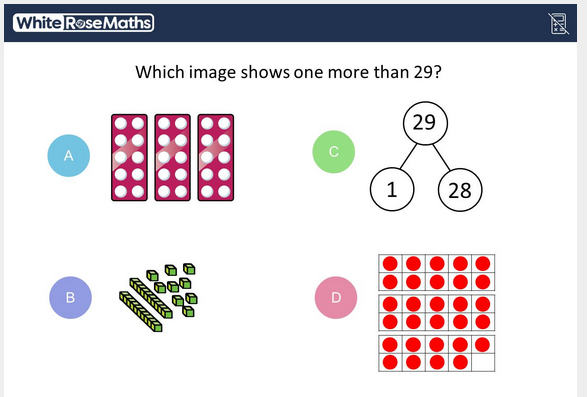 White Rose Maths
Which image shows one more than 29?
A
C
29
1
28
B
D